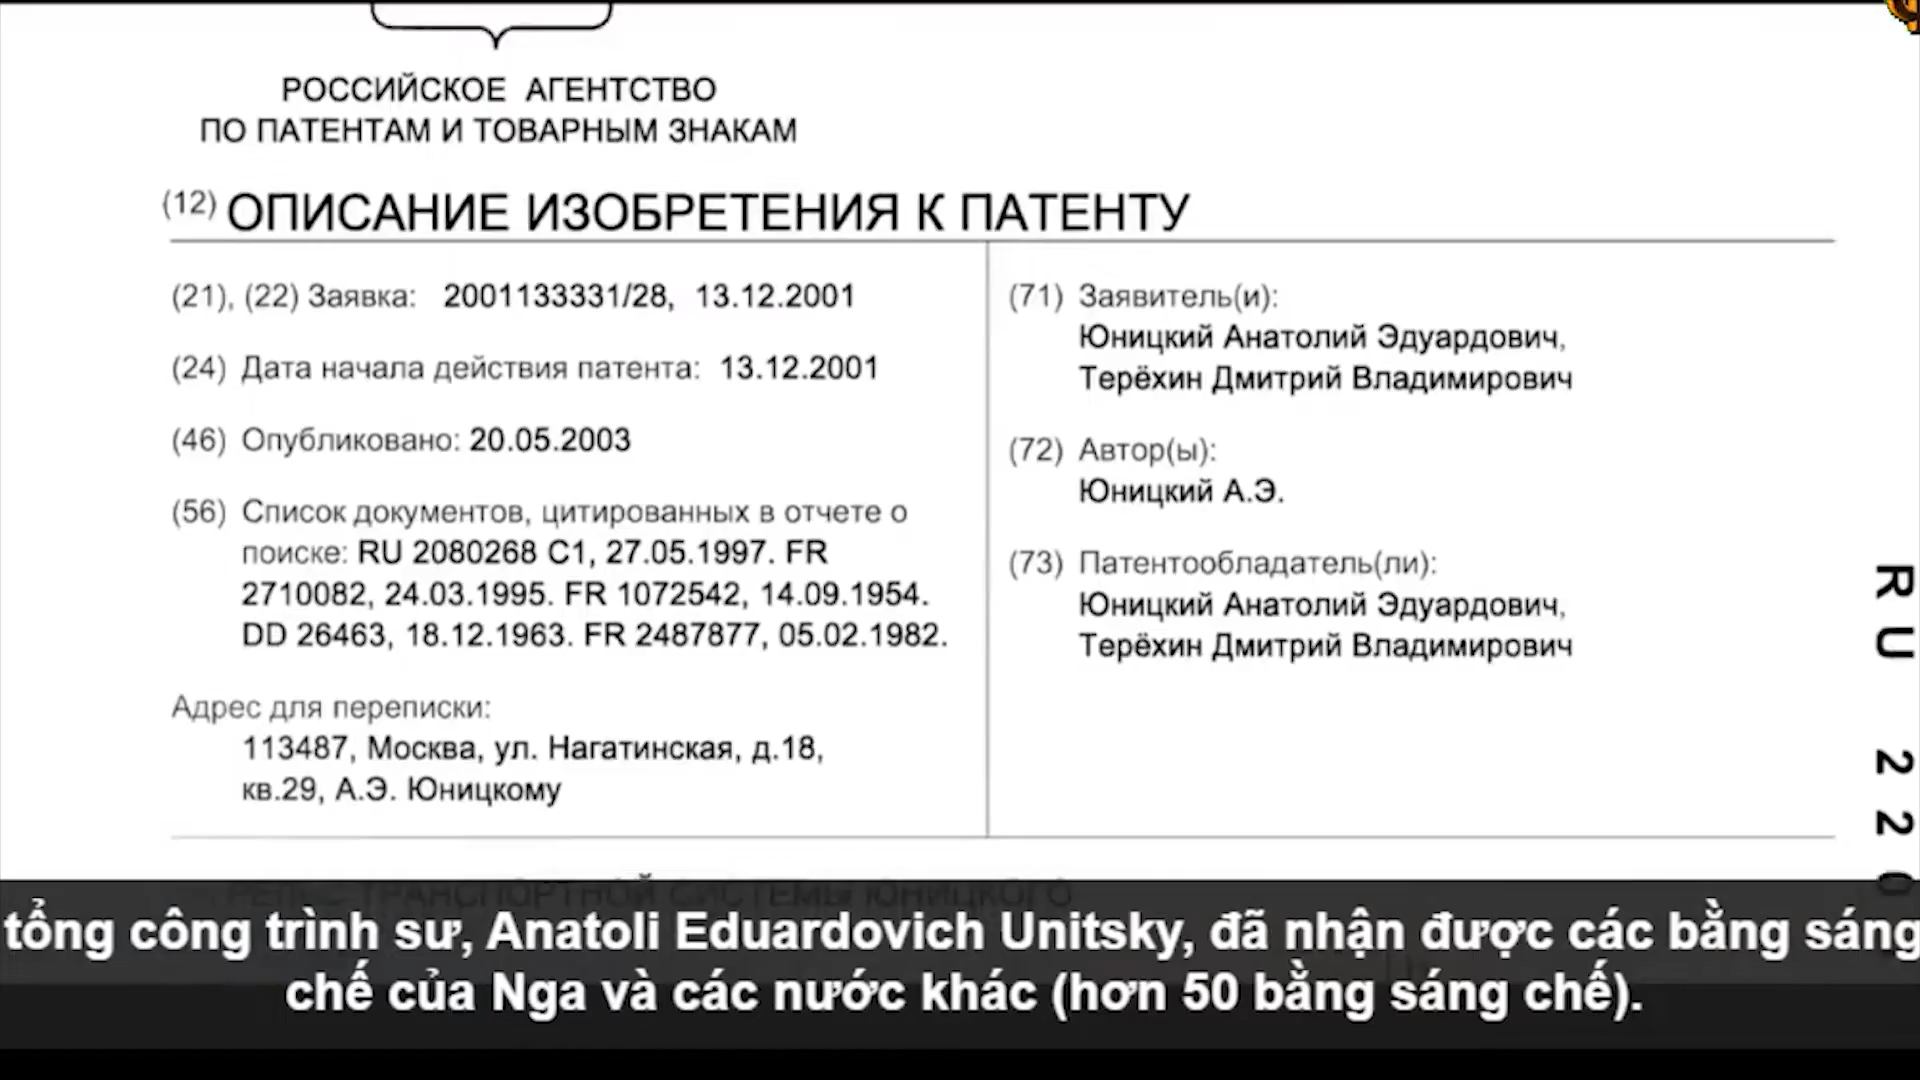 РОССИЙСКОЕ АГЕНТСТВО
ПО ПАТЕНТАМ И ТОВАРНЫМ ЗНАКАМ
(12) ОПИСАНИЕ ИЗОБРЕТЕНИЯ К ПАТЕНТУ
(21), (22) Заявка: 2001133331/28, 13.12.2001
(24) Дата начала действия патента: 13.12.2001
(46) Опубликовано: 20.05.2003
(56) Список документов, цитированных в отчете о
поиске: RU 2080268 C1, 27.05.1997. FR
2710082, 24.03.1995. FR 1072542, 14.09.1954.
DD 26463, 18.12.1963. FR 2487877, 05.02.1982.
Адрес для переписки:
113487, Москва, ул. Нагатинская, д.18,
кв.29, А.Э. Юницкому
(71) Заявитель(и):
Юницкий Анатолий Эдуардович,
Терёхин Дмитрий Владимирович
(72) Автор(ы):
Юницкий А.Э.
(73) Патентообладатель(ли):
Юницкий Анатолий Эдуардович,
Терёхин Дмитрий Владимирович
RU 220
РЕЛЬС ТРАНСПОРТНОЙ СИСТЕМЫ ЮНИЦКОГО
tổng công trình sư, Anatoli Eduardovich Unitsky, đã nhận được các bằng sáng
chế của Nga và các nước khác (hơn 50 bằng sáng chế).